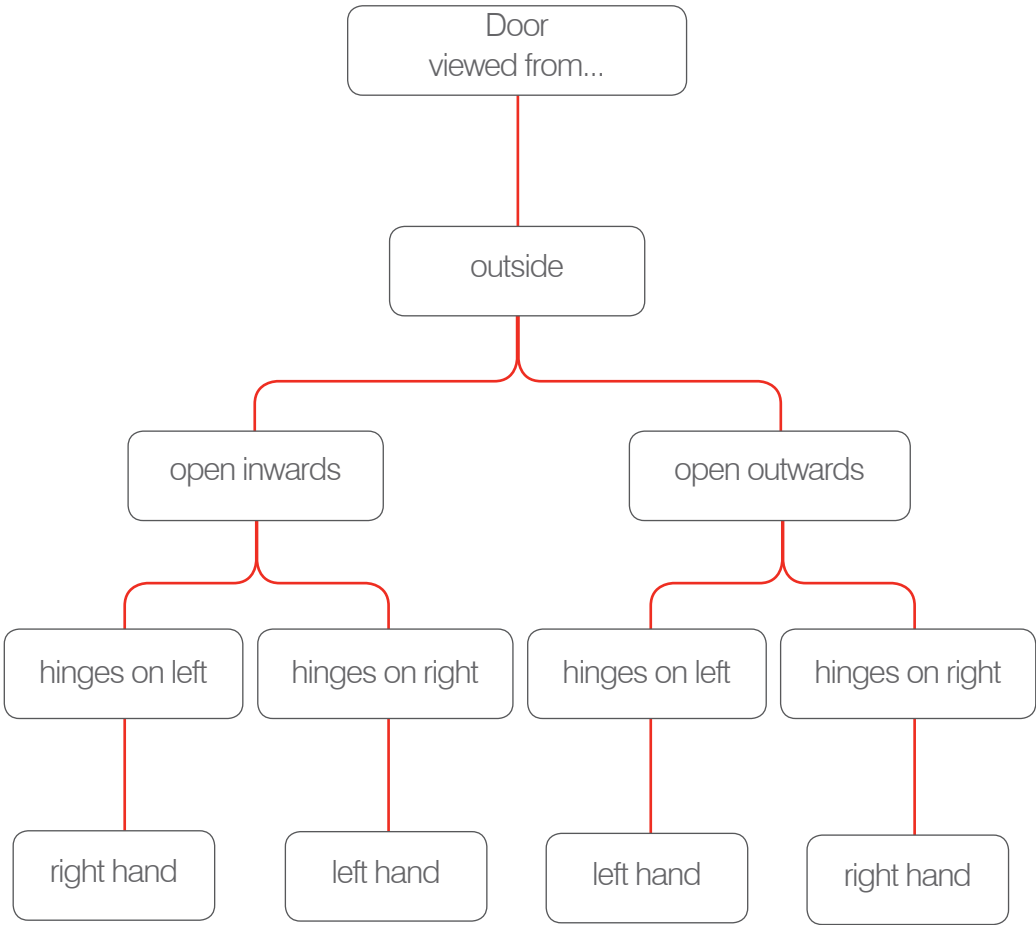 Door
viewed from...
outside
open inwards
open outwards
hinges on left
hinges on right
hinges on left
hinges on right
right hand
left hand
left hand
right hand